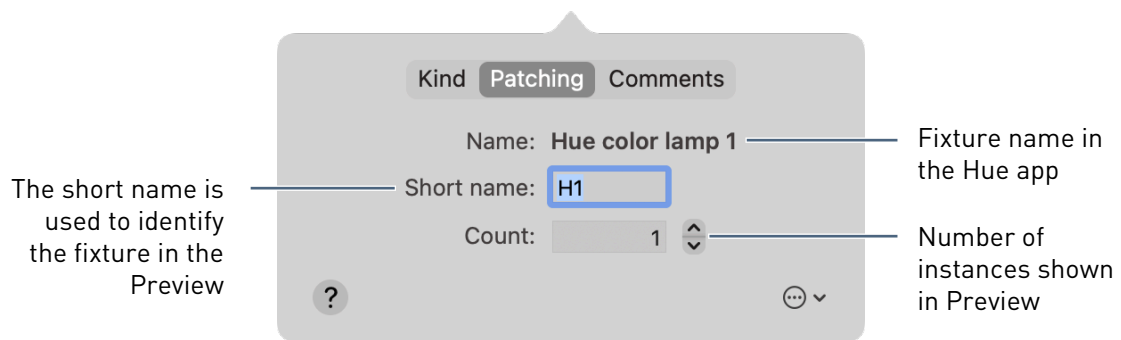 Kind Patching Comments
Name: Hue color lamp 1
Short name: H1
Count: 1
?
The short name is
used to identify
the fixture in the
Preview
Fixture name in
the Hue app
Number of
instances shown
in Preview